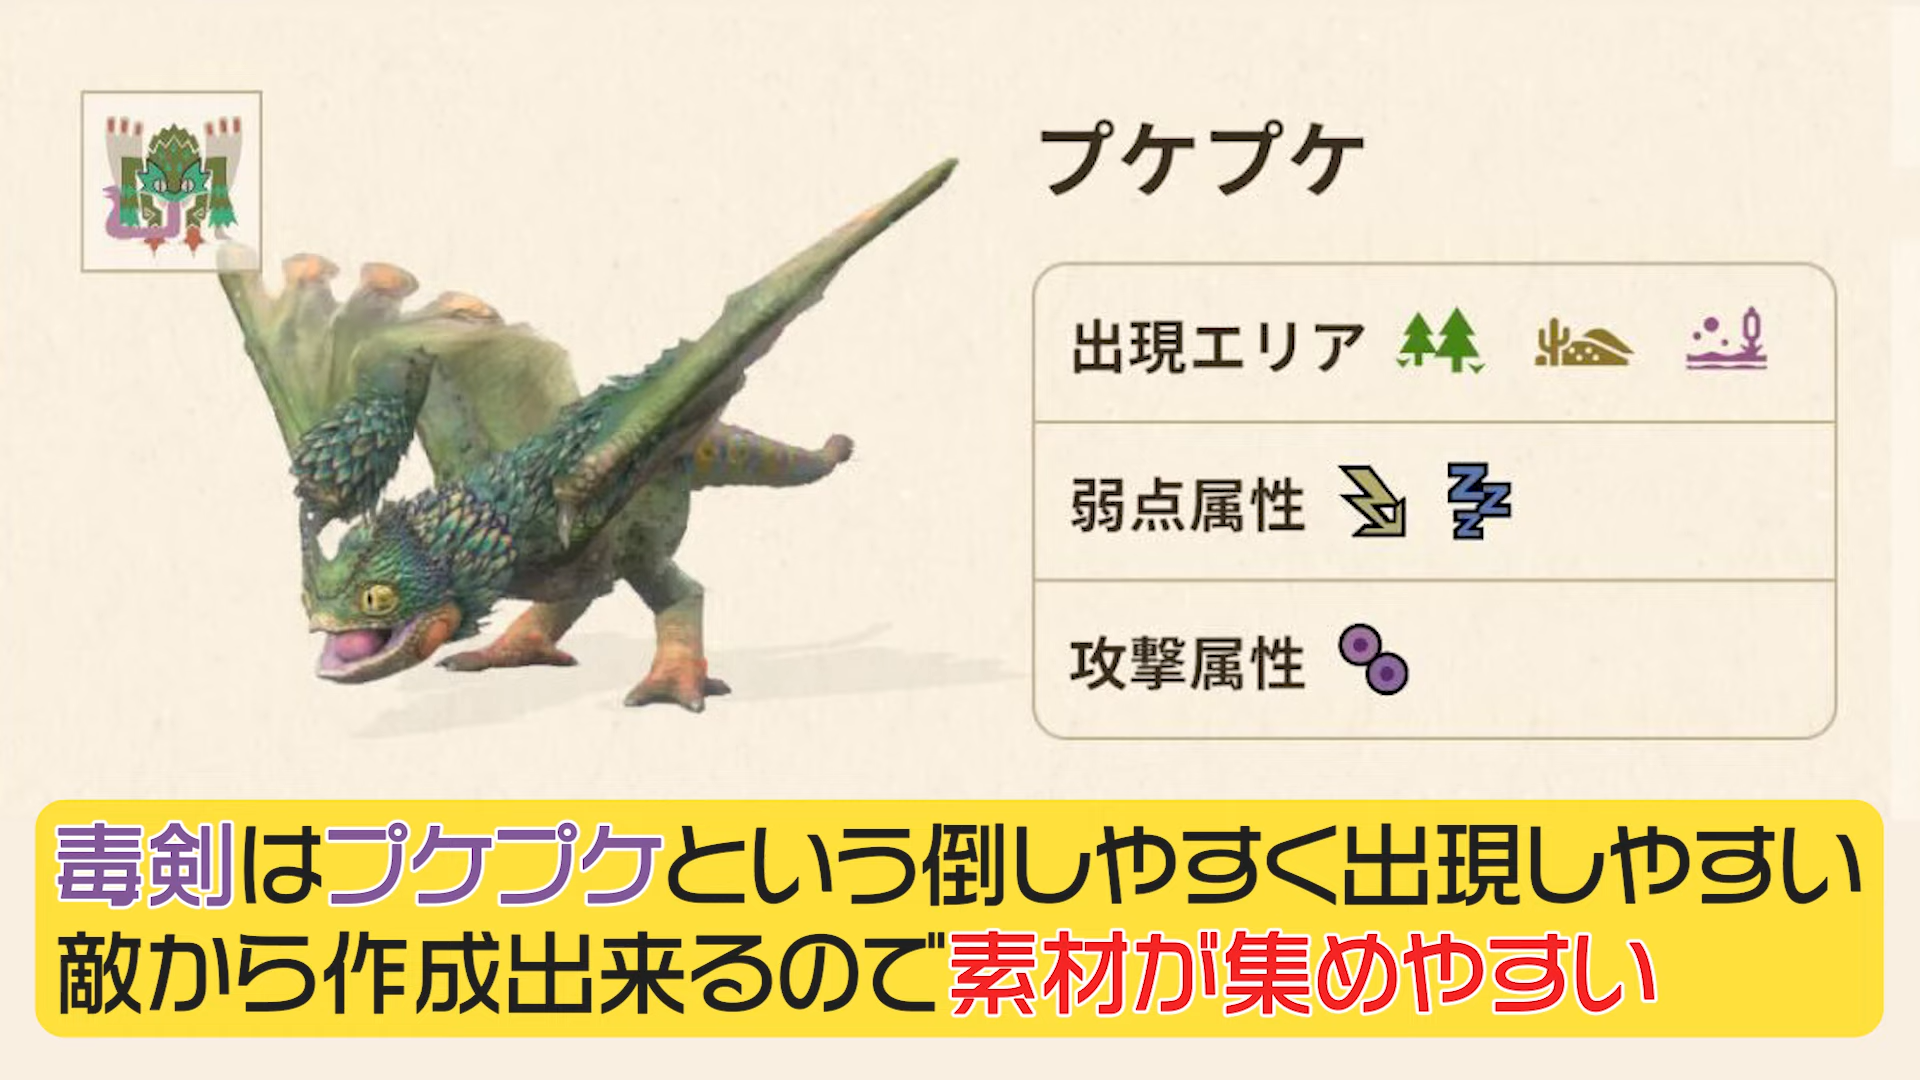 プケプケ
出現エリア
弱点属性
攻撃属性
毒剣はプケプケという倒しやすく出現しやすい
敵から作成出来るので素材が集めやすい